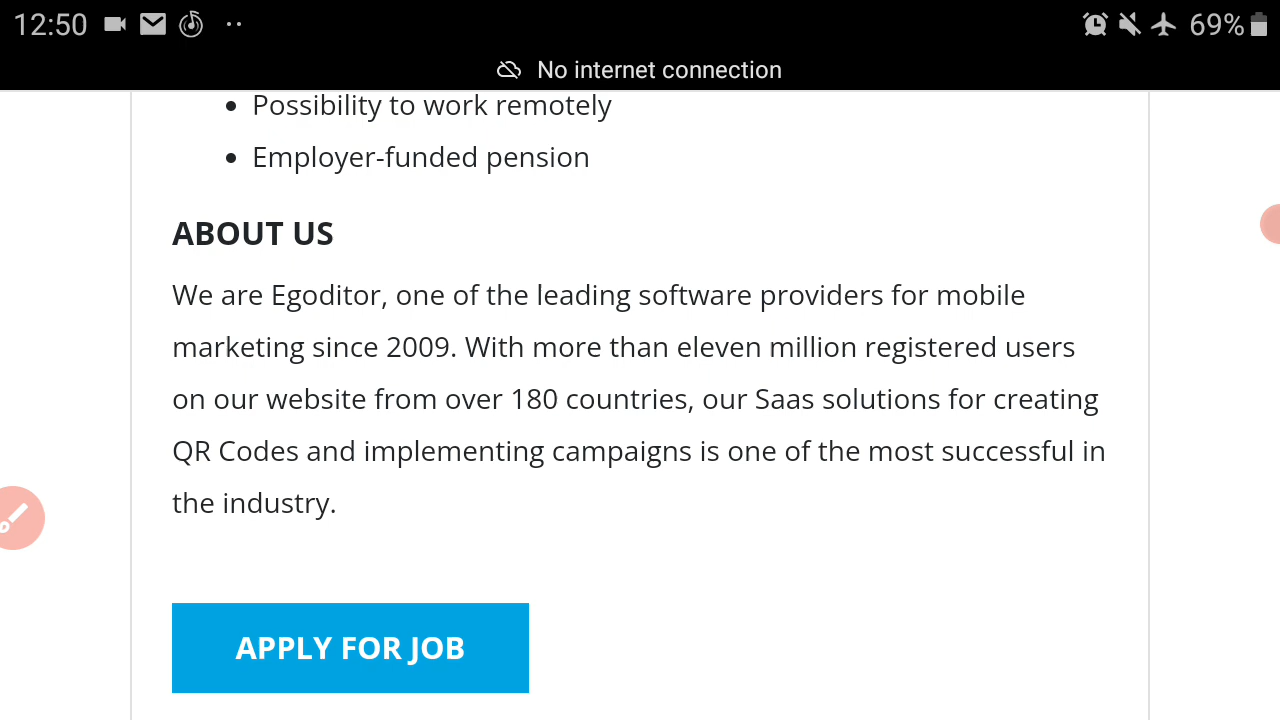 12:50 69%
No internet connection
Possibility to work remotely
Employer-funded pension
ABOUT US
We are Egoditor, one of the leading software providers for mobile
marketing since 2009. With more than eleven million registered users
on our website from over 180 countries, our Saas solutions for creating
QR Codes and implementing campaigns is one of the most successful in
the industry.
APPLY FOR JOB